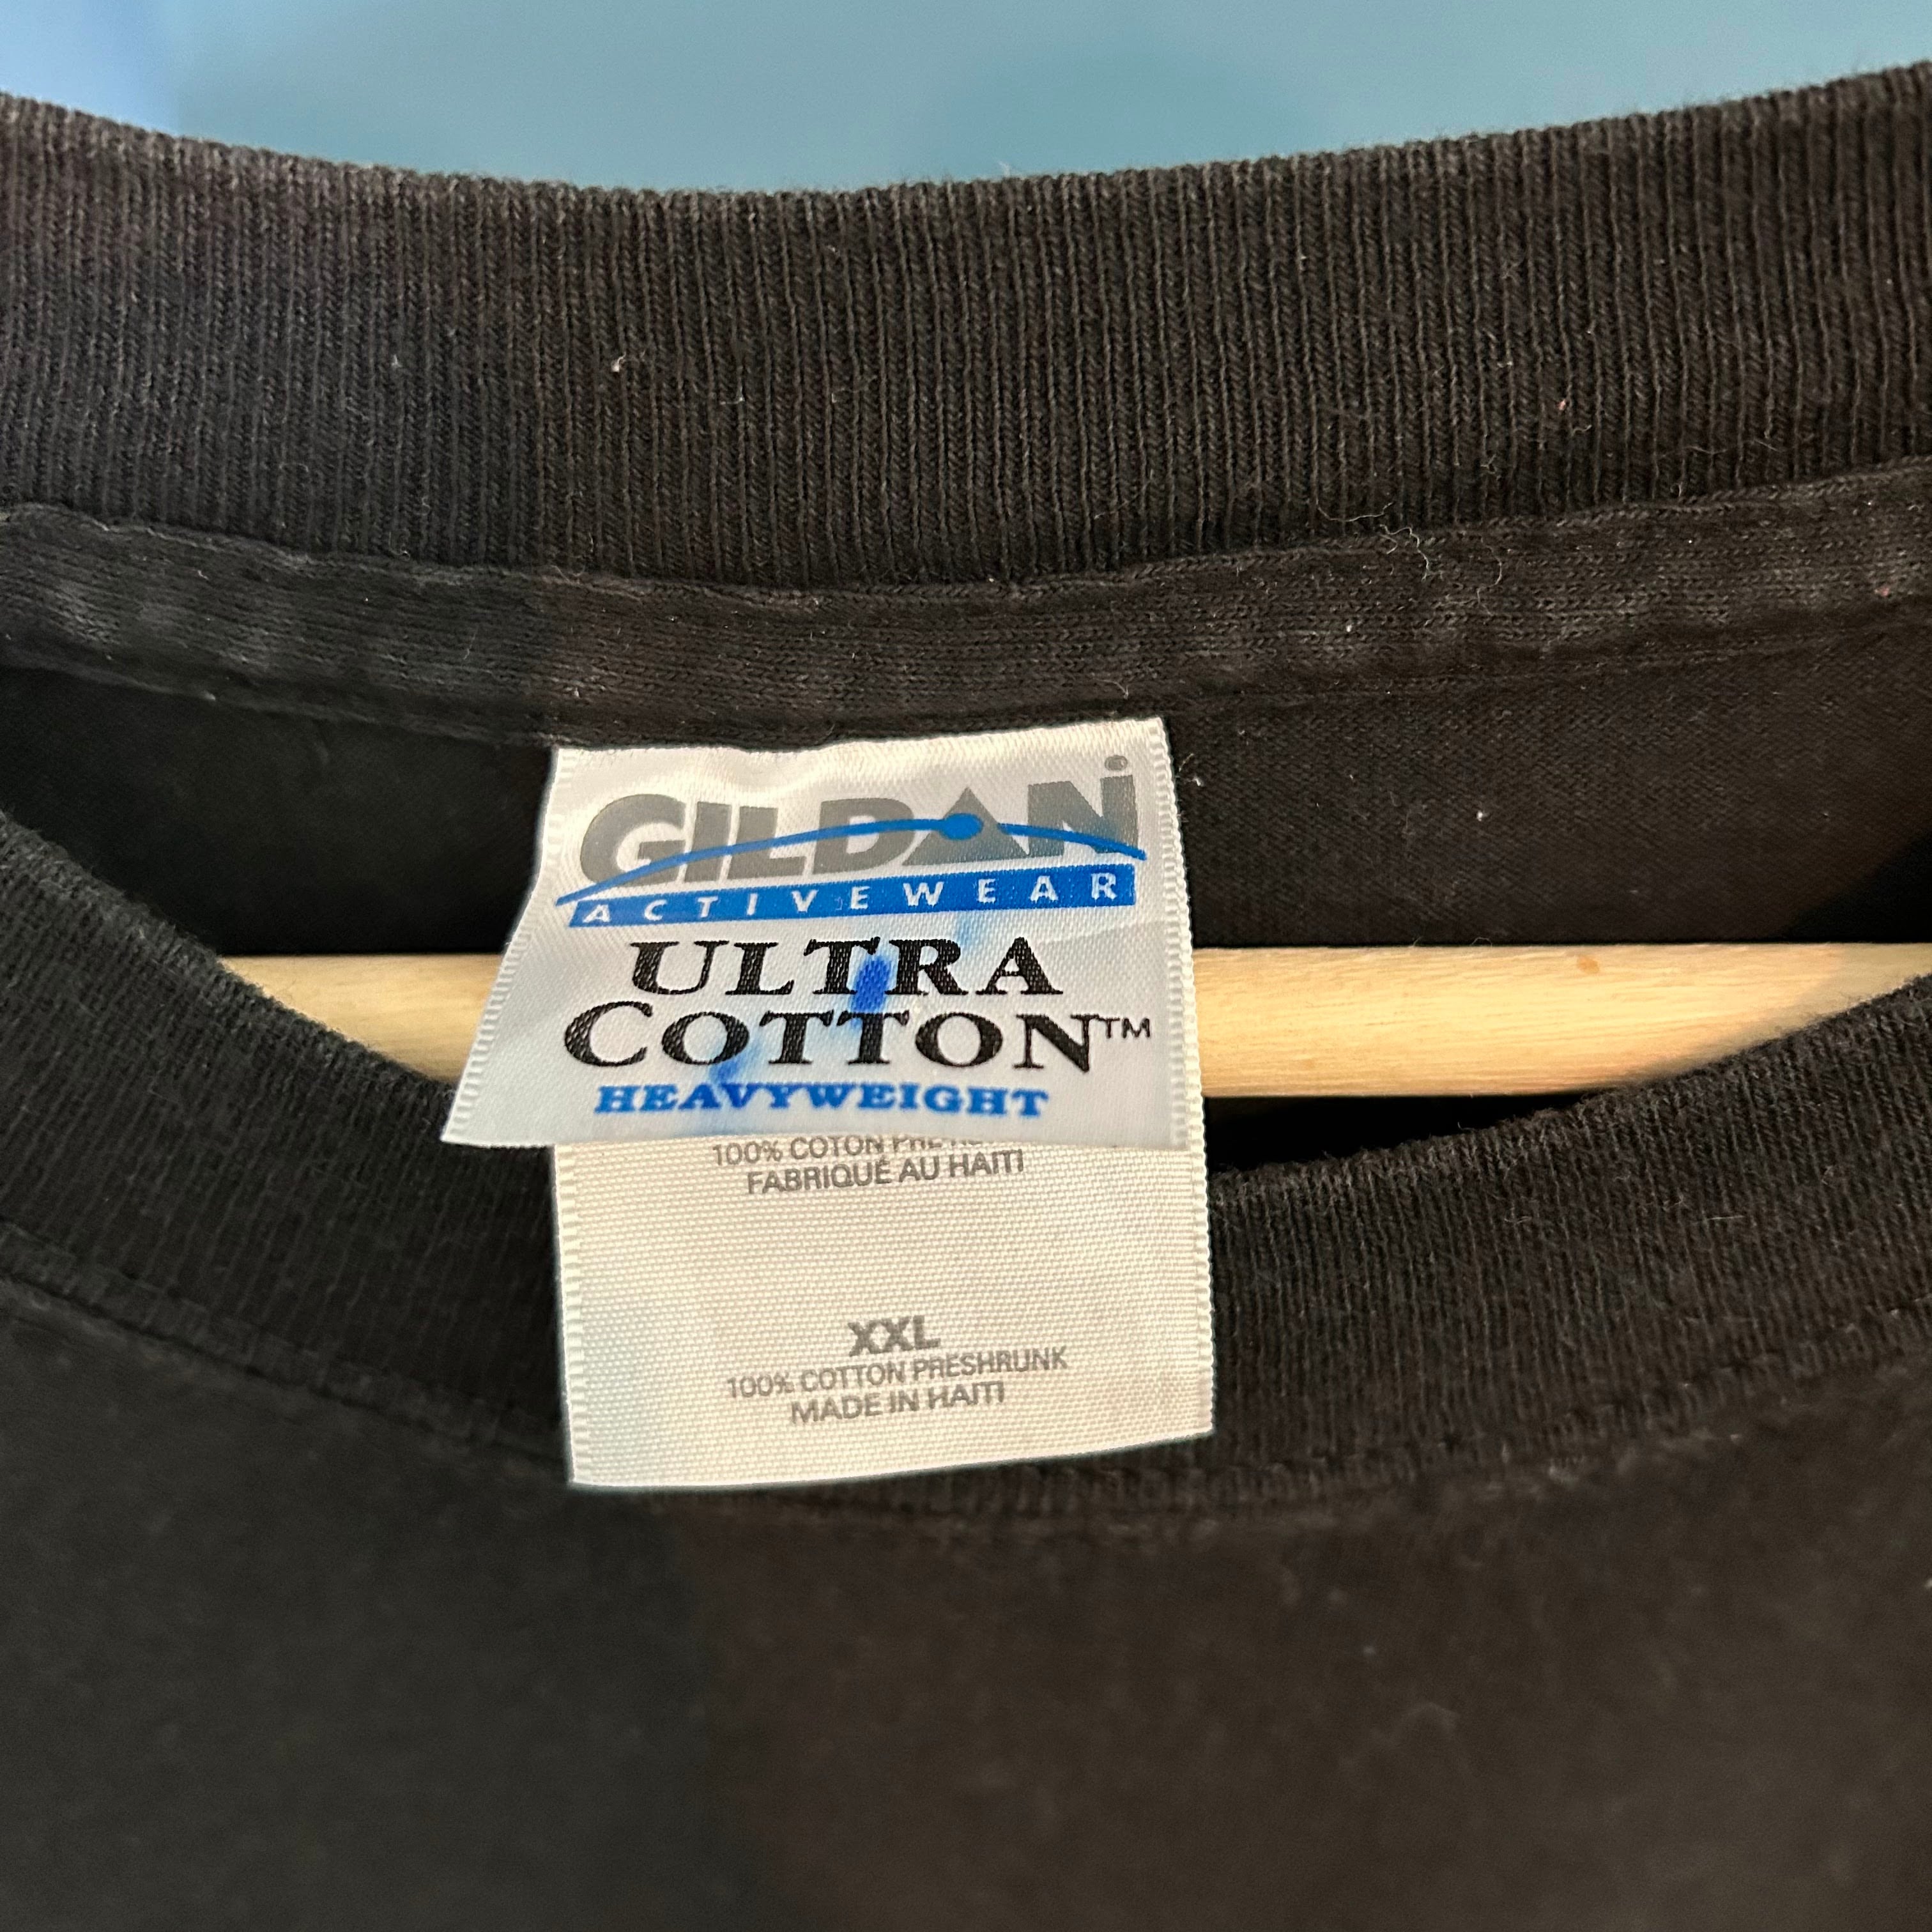 GILDAN®
ACTIVEWEAR
ULTRA
COTTON™
HEAVYWEIGHT
100% COTON
FABRIQUÉ AU HAITI
XXL
100% COTTON PRESHRUNK
MADE IN HAITI